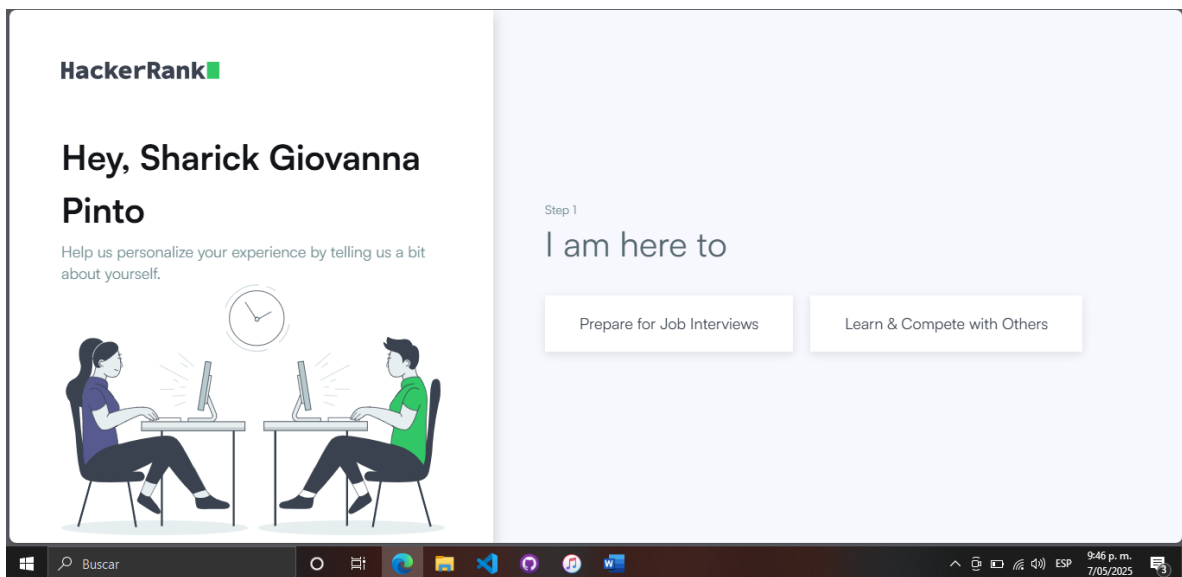 HackerRank
Hey, Sharick Giovanna
Pinto
Help us personalize your experience by telling us a bit
about yourself.
Step 1
I am here to
Prepare for Job Interviews
Learn & Compete with Others
Buscar
ESP
9:46 p. m.
7/05/2025
3